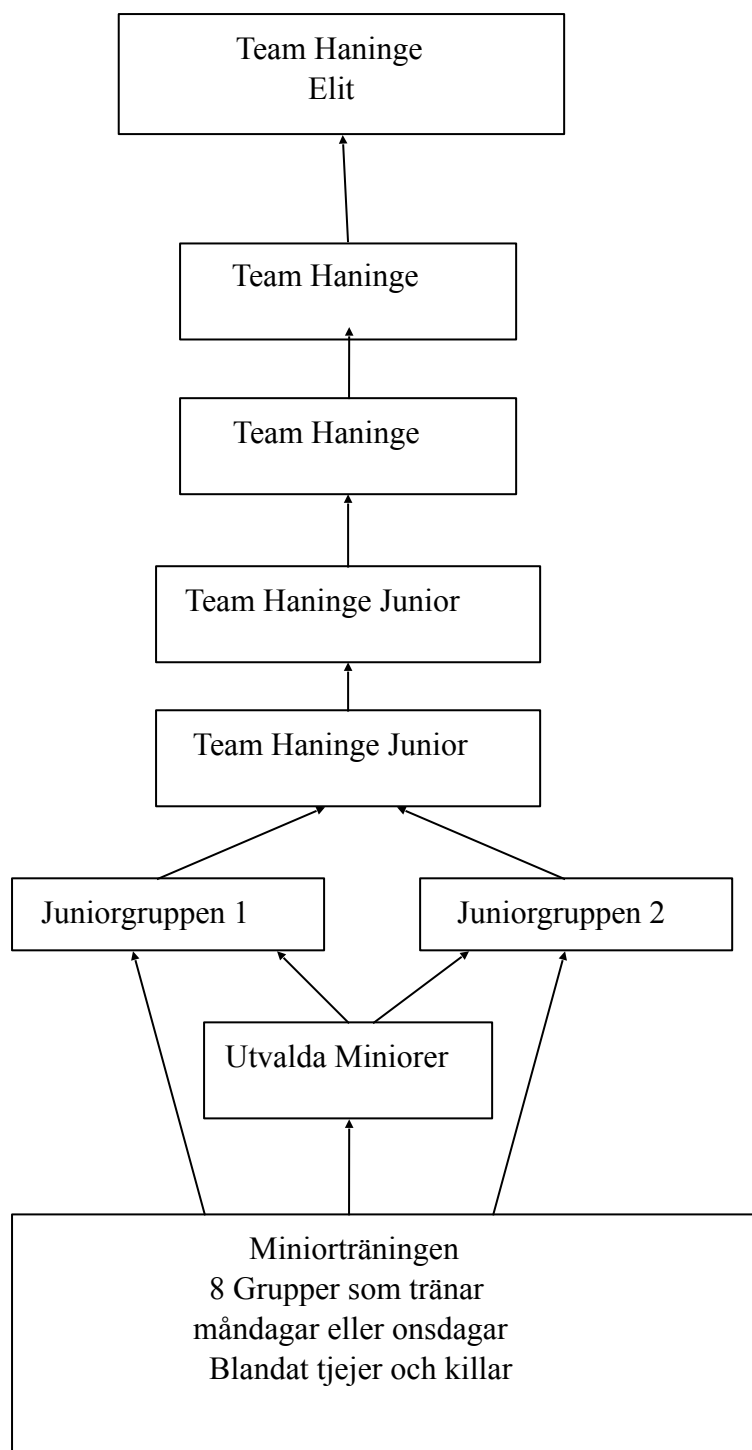 Team Haninge
Elit
Team Haninge
Team Haninge
Team Haninge Junior
Team Haninge Junior
Juniorgruppen 1
Juniorgruppen 2
Utvalda Miniorer
Miniorträningen
8 Grupper som tränar
måndagar eller onsdagar
Blandat tjejer och killar